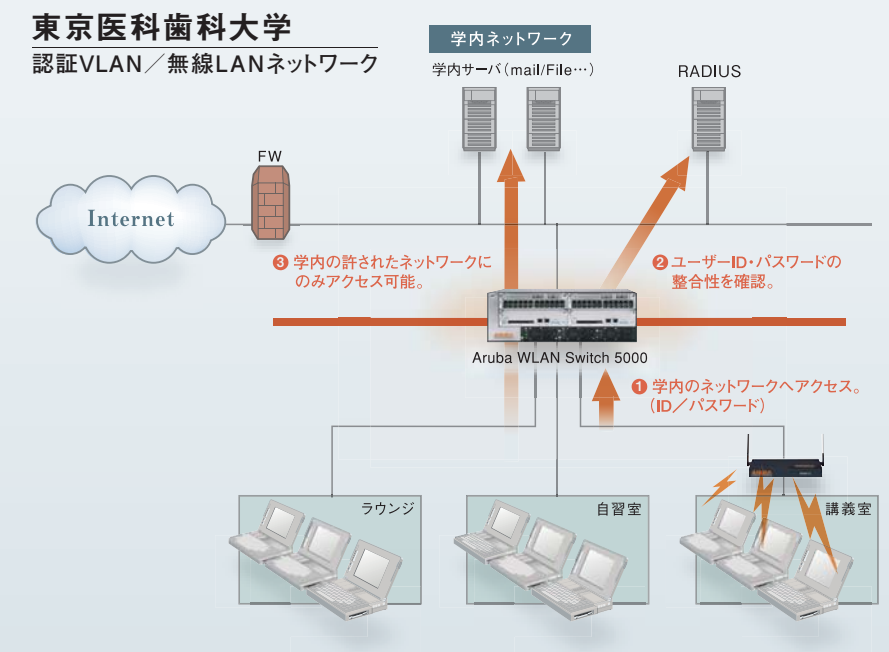 東京医科歯科大学
認証VLAN／無線LANネットワーク
学内ネットワーク
学内サーバ（mail/File…）
RADIUS
FW
Internet
❸ 学内の許されたネットワークに
のみアクセス可能。
❷ ユーザーID・パスワードの
整合性を確認。
Aruba WLAN Switch 5000
❶ 学内のネットワークへアクセス。
（ID／パスワード）
ラウンジ
自習室
講義室